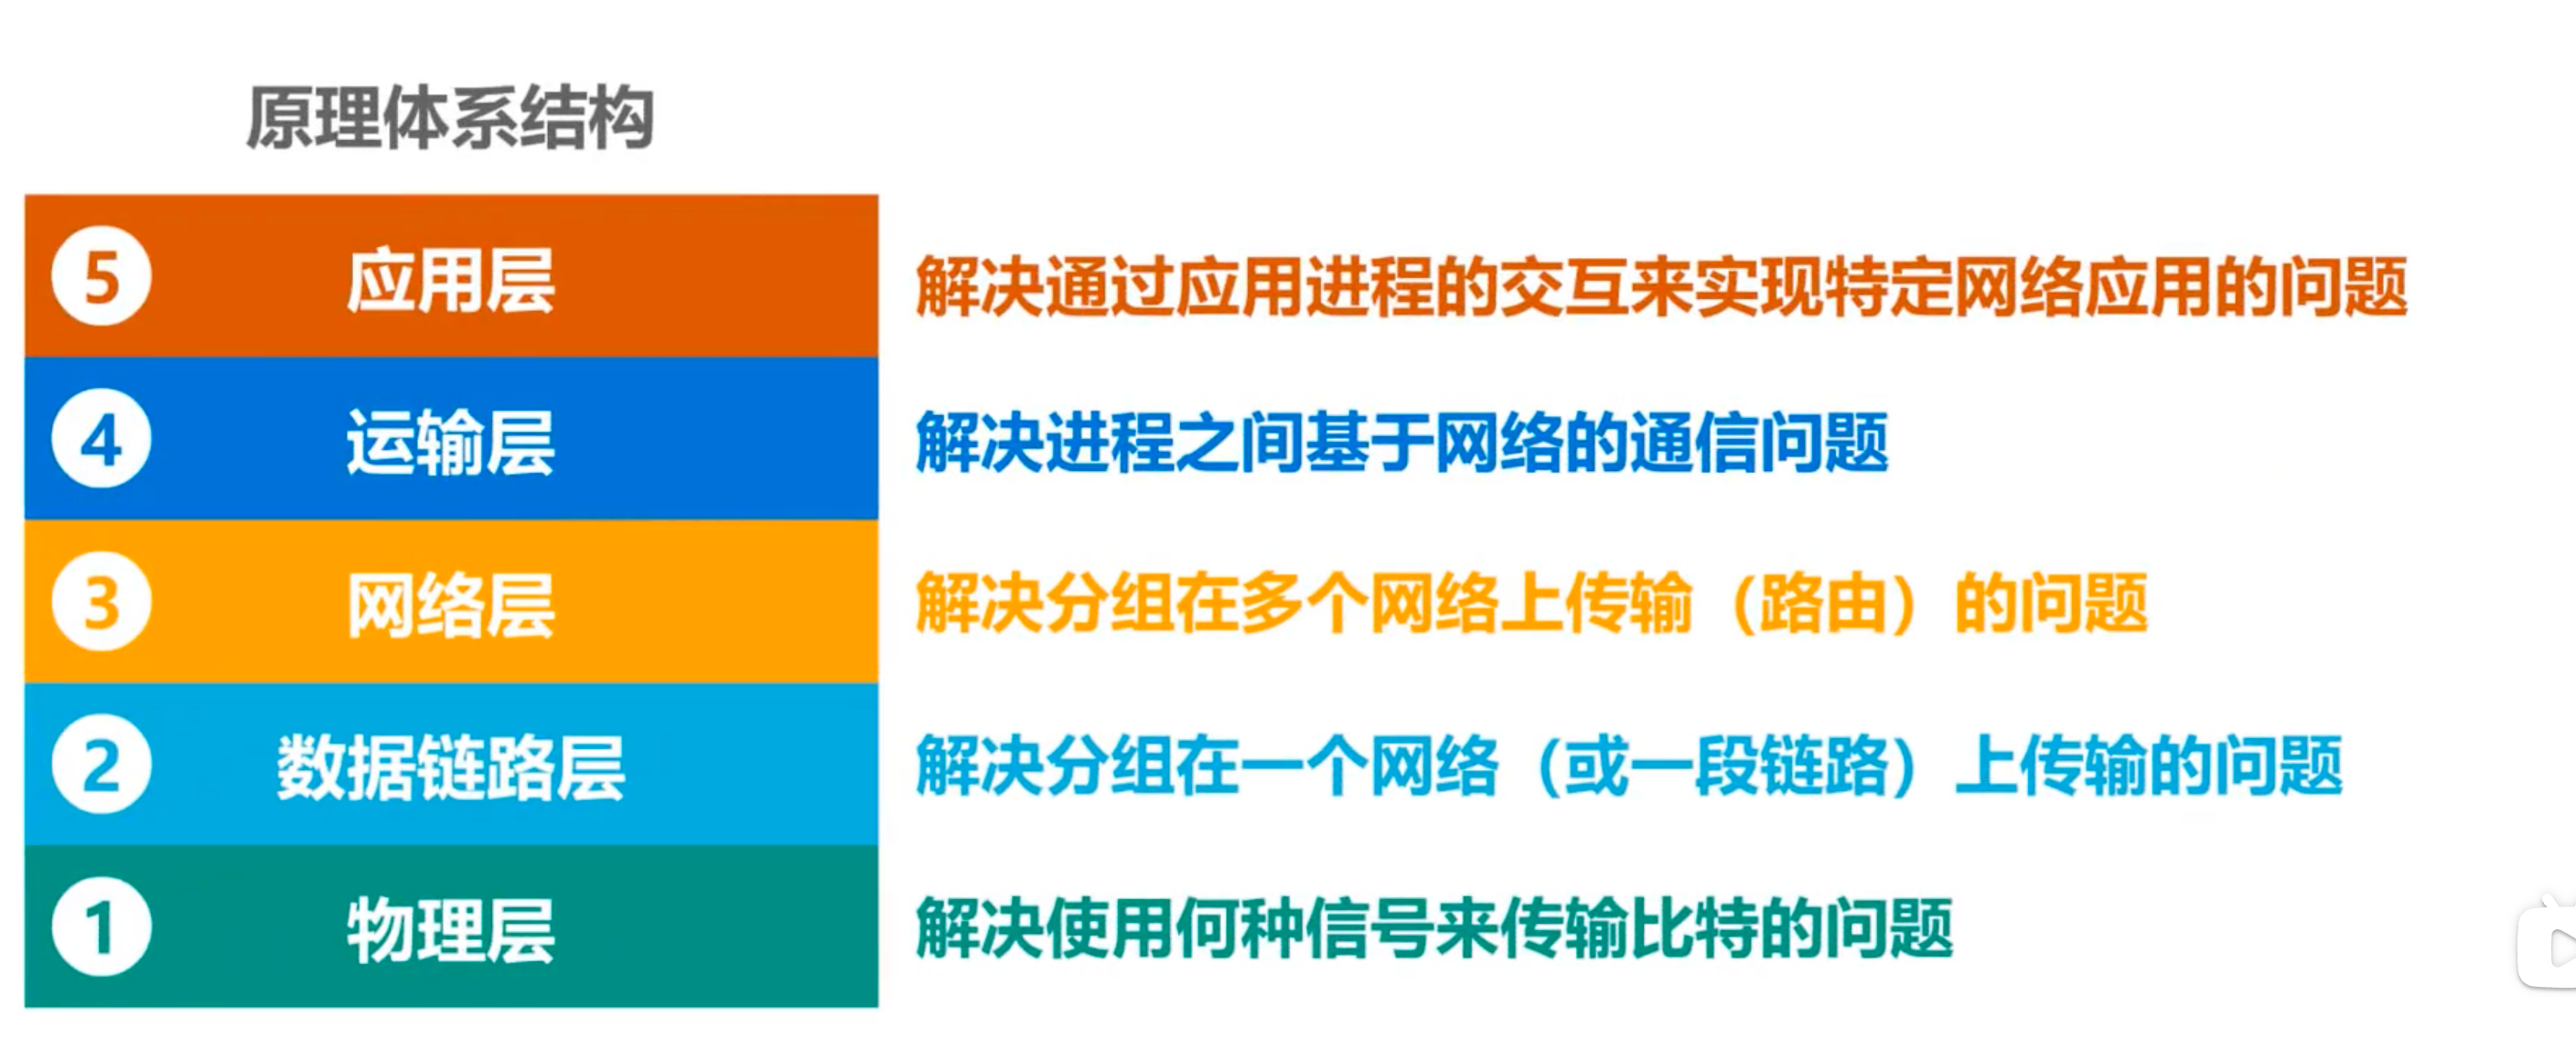 原理体系结构
5 应用层 解决通过应用进程的交互来实现特定网络应用的问题
4 运输层 解决进程之间基于网络的通信问题
3 网络层 解决分组在多个网络上传输（路由）的问题
2 数据链路层 解决分组在一个网络（或一段链路）上传输的问题
1 物理层 解决使用何种信号来传输比特的问题